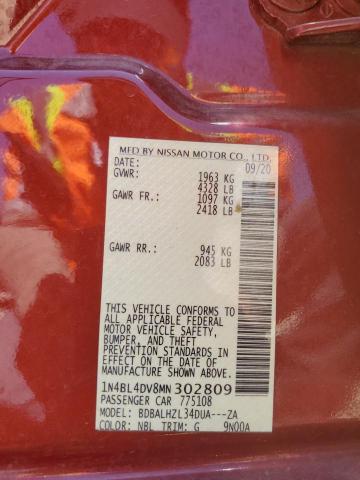 MFD BY NISSAN MOTOR CO., LTD.
DATE: 09/20
GVWR: 1963 KG
4328 LB
GAWR FR.: 1097 KG
2418 LB
GAWR RR.: 945 KG
2083 LB
THIS VEHICLE CONFORMS TO
ALL APPLICABLE FEDERAL
MOTOR VEHICLE SAFETY,
BUMPER, AND THEFT
PREVENTION STANDARDS IN
EFFECT ON THE DATE OF
MANUFACTURE SHOWN ABOVE.
1N4BL4DV8MN302809
PASSENGER CAR 775108
MODEL: BDBALHZL34DUA---ZA
COLOR: NBL TRIM: G 9N00A